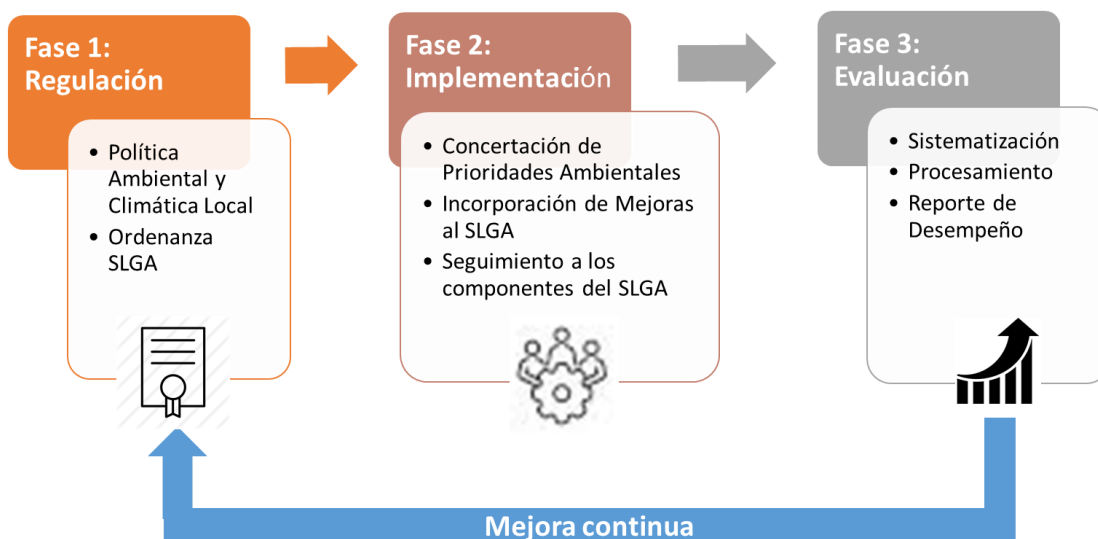 Fase 1:
Regulación
• Política
Ambiental y
Climática Local
• Ordenanza
SLGA
Fase 2:
Implementación
• Concertación de
Prioridades Ambientales
• Incorporación de Mejoras
al SLGA
• Seguimiento a los
componentes del SLGA
Fase 3:
Evaluación
• Sistematización
• Procesamiento
• Reporte de
Desempeño
Mejora continua